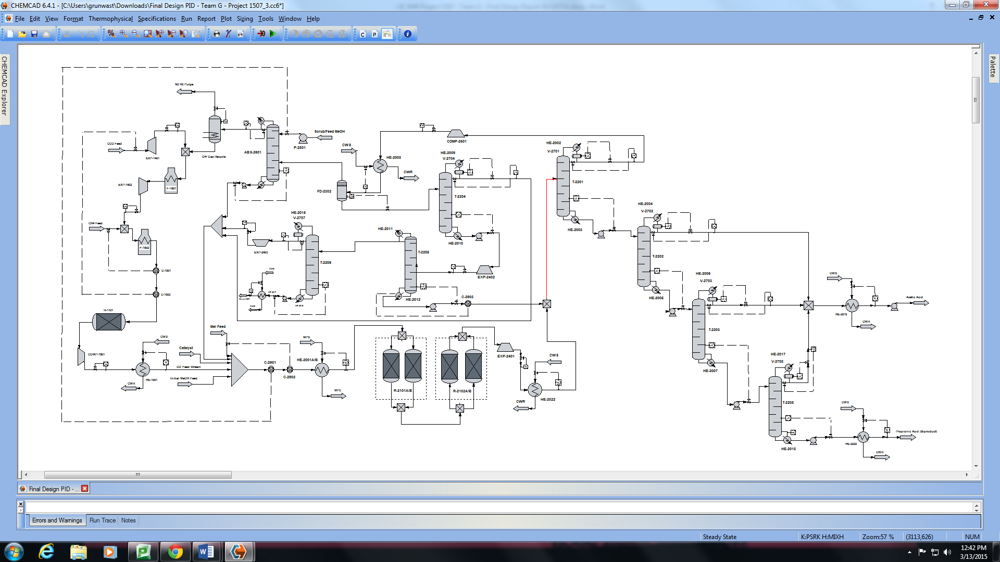 CHEMCAD 6.4.1 - [C:\Users\grunwast\Downloads\Final Design PID - Team G - Project 1507_3.cc6*]
File Edit View Format Thermophysical Specifications Run Report Plot Sizing Tools Window Help
CHEMCAD Explorer
Palette
N2 H2 Purge
CO2 Feed
EXP-1401
Off Gas Recycle
ABS-2601
Scrub/Feed MeOH
P-2801
CWS
HE-2008
CWR
COMP-2601
HE-2009
V-2704
T-2204
HE-2010
FD-2802
HE-2002
V-2701
T-2201
HE-2003
EXP-1402
F-1801
CH4 Feed
F-1802
C-1901
C-1902
R-1101
HE-2015
V-2707
EXP-2403
T-2206
CWS
CWR
HE-2011
T-2205
EXP-2402
HE-2012
C-2903
HE-2004
V-2702
T-2202
HE-2005
HE-2006
V-2703
T-2203
HE-2007
CWS
Acetic Acid
HE-2019
CWR
COMP-1501
CWS
HE-1001
CWR
MeI Feed
Catalyst
CO Feed Stream
Initial MeOH Feed
C-2901
C-2902
MPS
HE-2001A/B
MPC
R-2101A/B
R-2102A/B
EXP-2401
CWS
HE-2022
CWR
HE-2017
V-2708
T-2208
HE-2018
CWS
HE-2020
Propionic Acid (Biproduct)
CWR
Final Design PID - ...
Errors and Warnings Run Trace Notes
Steady State K:PSRK H:MIXH Zoom:57 % (3113,626) NUM
12:42 PM
3/13/2015